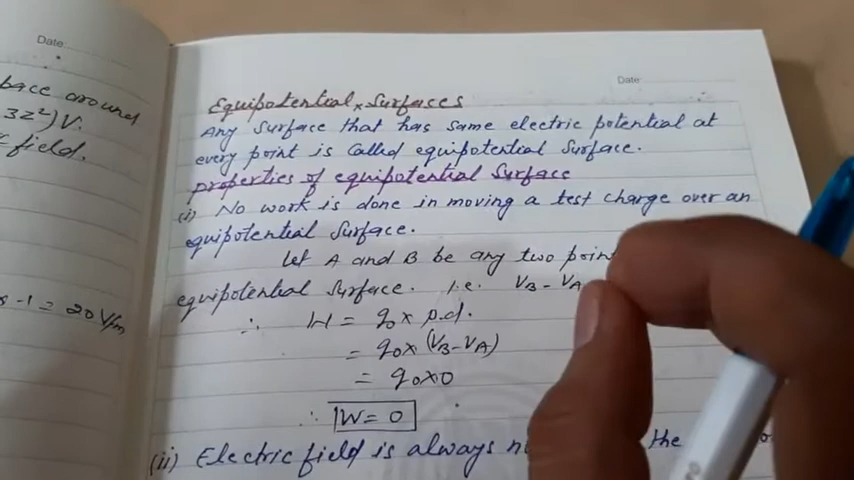 Date
bace around
3z²) V.
field.
s-1 = 20 V/m
Date:
Equipotential Surfaces
Any Surface that has same electric potential at
every point is called equipotential Surface.
properties of equipotential Surface
(i) No work is done in moving a test charge over an
equipotential Surface.
Let A and B be any two poin
equipotential Surface. i.e. VB - VA
∴ W = q₀ x p.d.
= q₀ x (VB - VA)
= q₀ x 0
∴ W = 0
(ii) Electric field is always n the